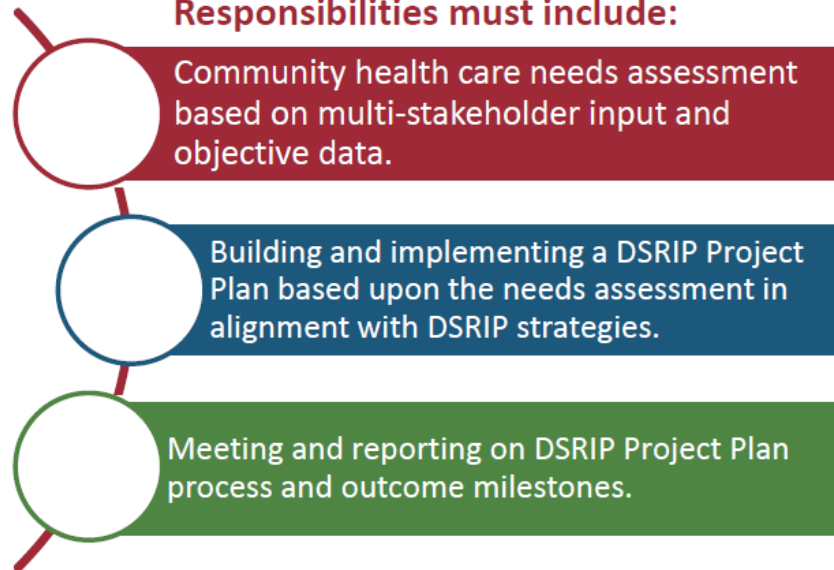 Responsibilities must include:
Community health care needs assessment
based on multi-stakeholder input and
objective data.
Building and implementing a DSRIP Project
Plan based upon the needs assessment in
alignment with DSRIP strategies.
Meeting and reporting on DSRIP Project Plan
process and outcome milestones.